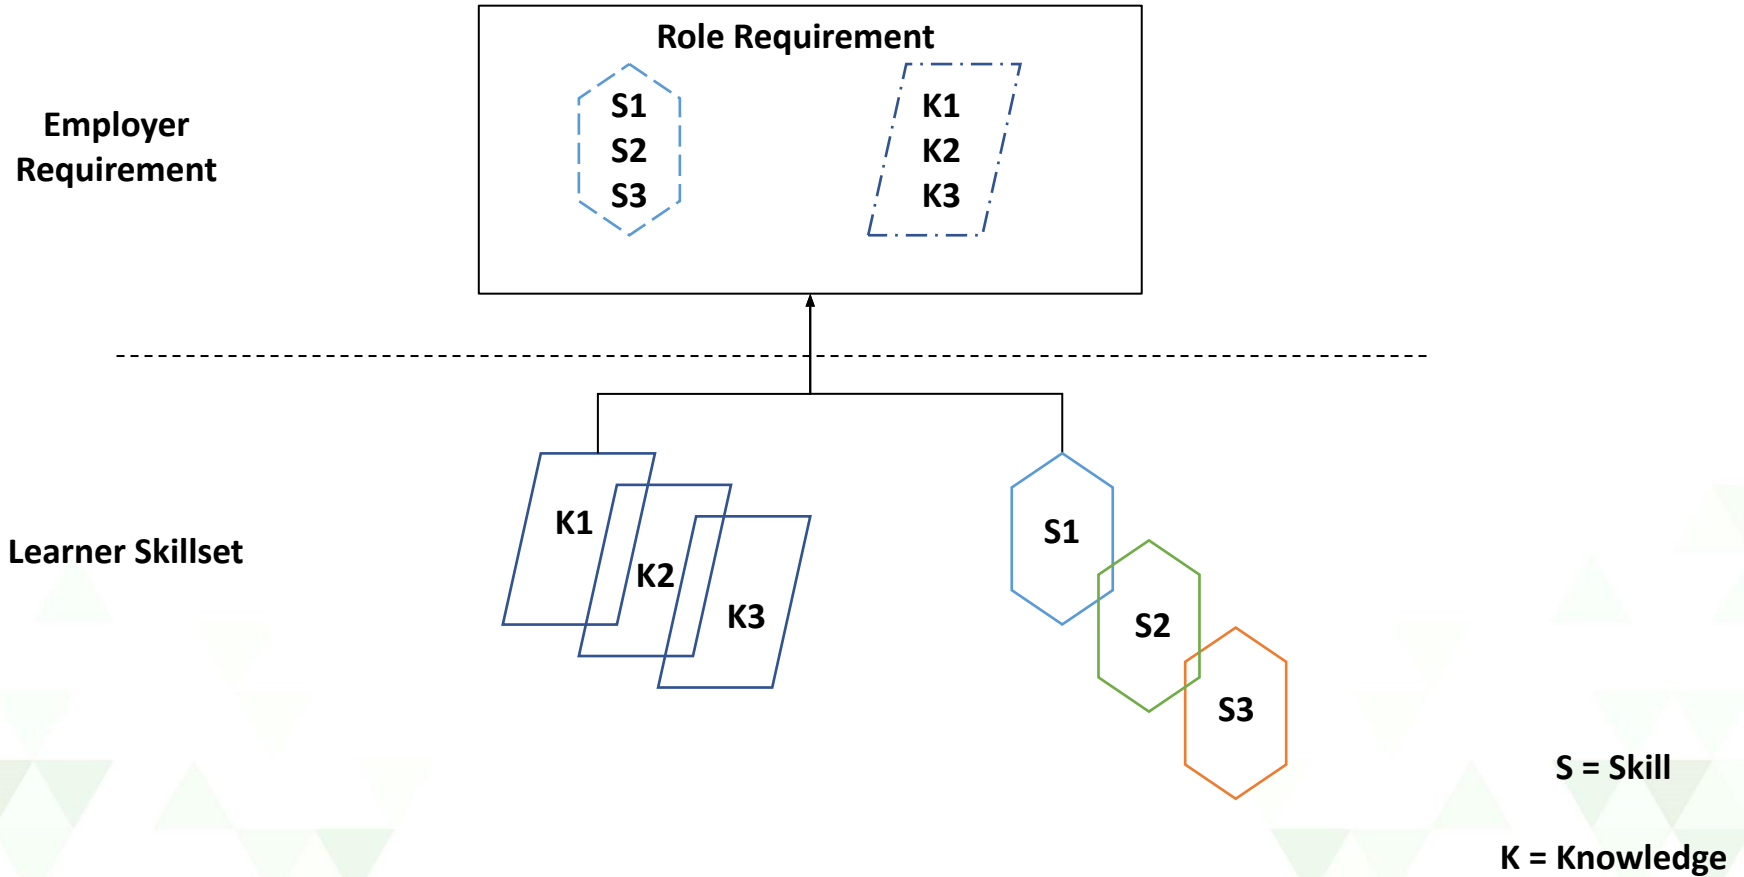 Role Requirement
Employer
Requirement
S1
S2
S3
K1
K2
K3
Learner Skillset
K1
K2
K3
S1
S2
S3
S = Skill
K = Knowledge